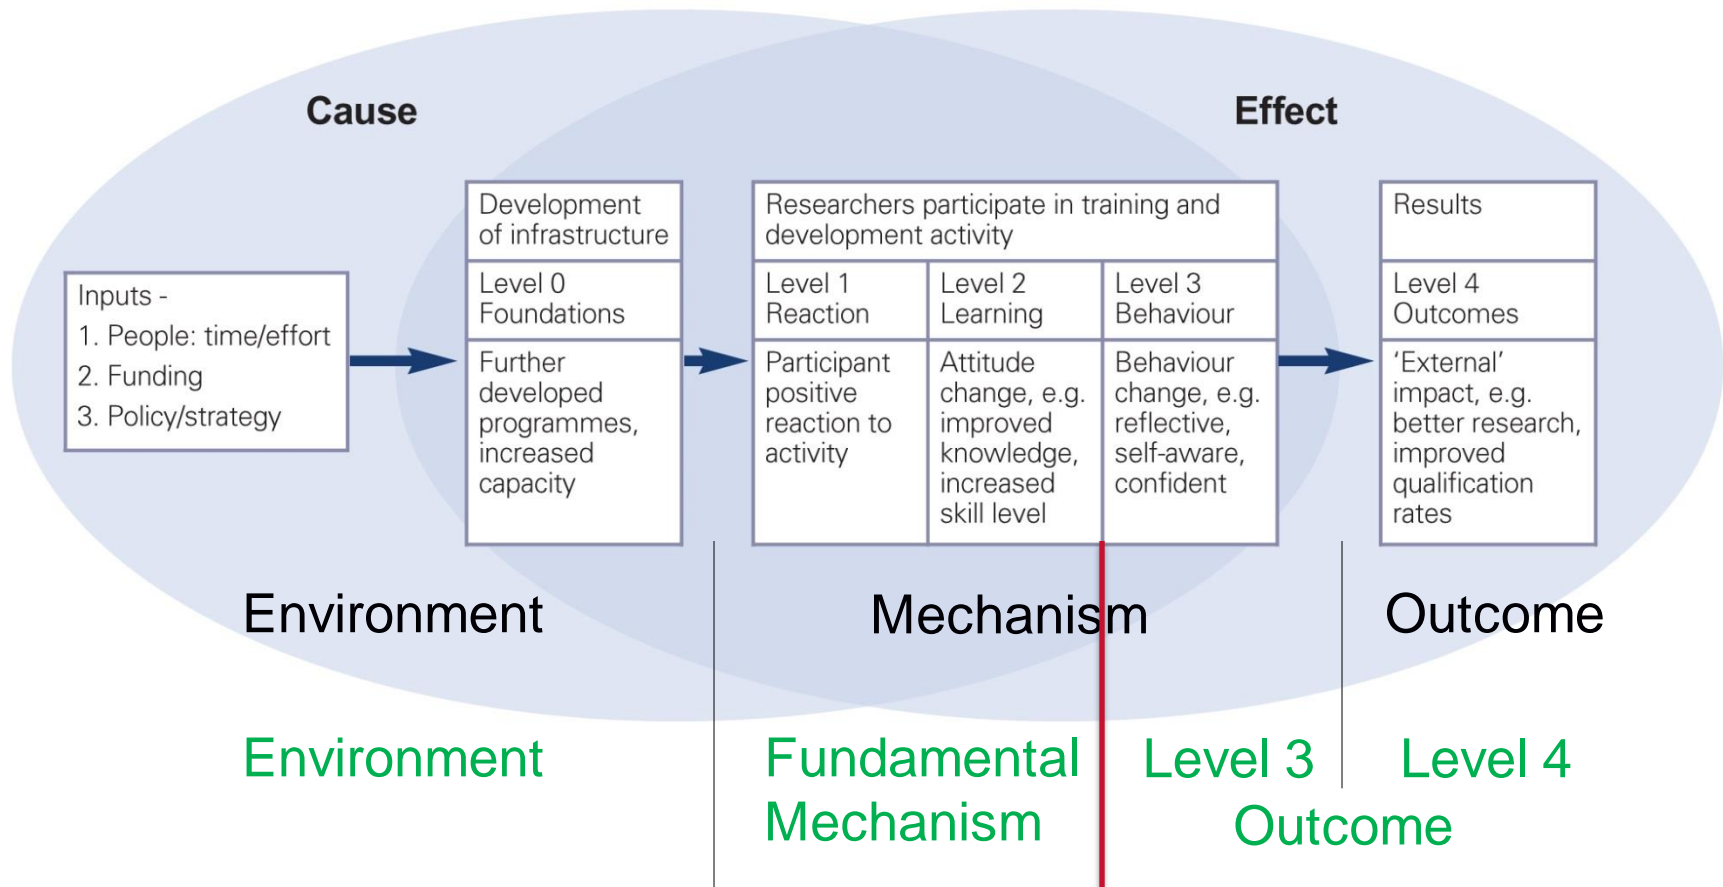 Cause
Effect
Inputs -
1. People: time/effort
2. Funding
3. Policy/strategy
Development
of infrastructure
Level 0
Foundations
Further
developed
programmes,
increased
capacity
Researchers participate in training and
development activity
Level 1
Reaction
Participant
positive
reaction to
activity
Level 2
Learning
Attitude
change, e.g.
improved
knowledge,
increased
skill level
Level 3
Behaviour
Behaviour
change, e.g.
reflective,
self-aware,
confident
Results
Level 4
Outcomes
‘External’
impact, e.g.
better research,
improved
qualification
rates
Environment
Mechanism
Outcome
Environment
Fundamental
Mechanism
Level 3
Level 4
Outcome